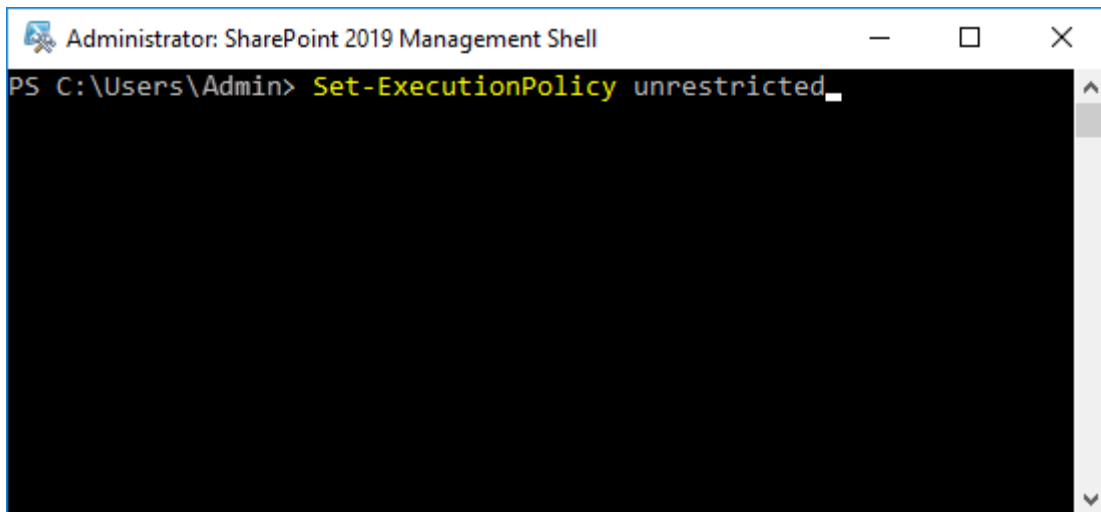 Administrator: SharePoint 2019 Management Shell
PS C:\Users\Admin> Set-ExecutionPolicy unrestricted